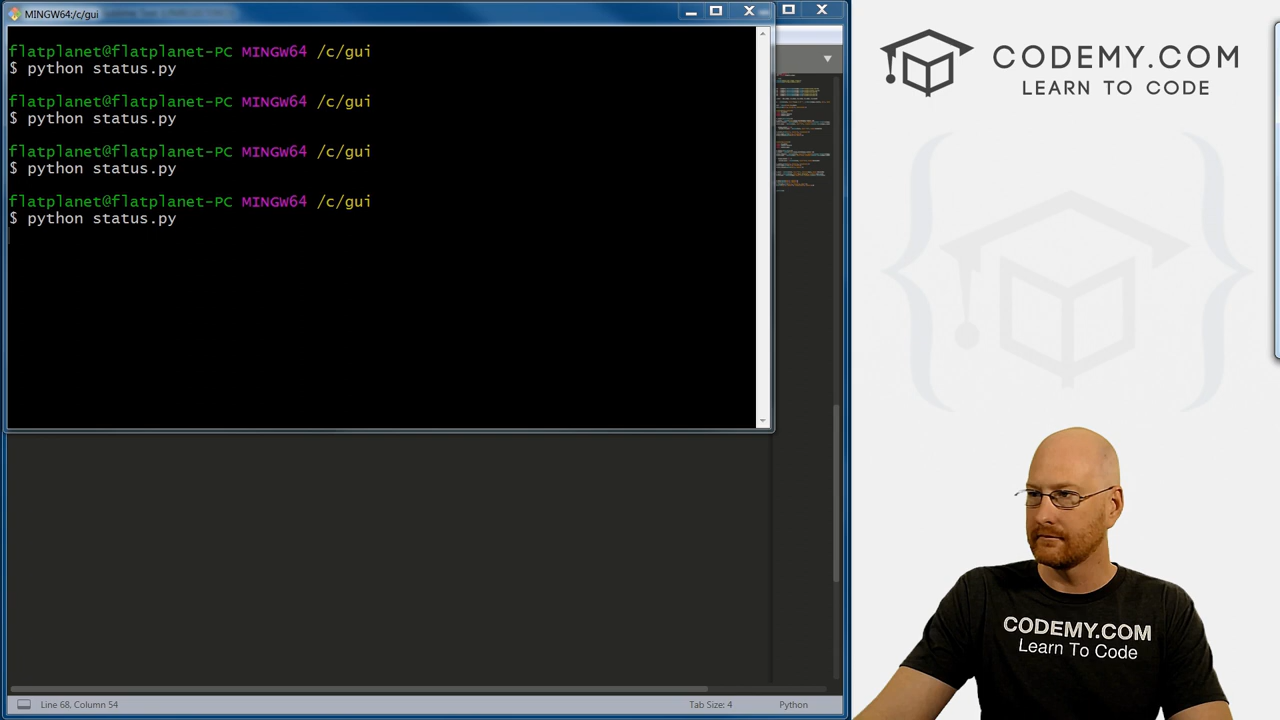 MINGW64:/c/gui
flatplanet@flatplanet-PC MINGW64 /c/gui
$ python status.py
flatplanet@flatplanet-PC MINGW64 /c/gui
$ python status.py
flatplanet@flatplanet-PC MINGW64 /c/gui
$ python status.py
flatplanet@flatplanet-PC MINGW64 /c/gui
$ python status.py
Line 68, Column 54
Tab Size: 4
Python
CODEMY.COM
LEARN TO CODE
CODEMY.COM
Learn To Code